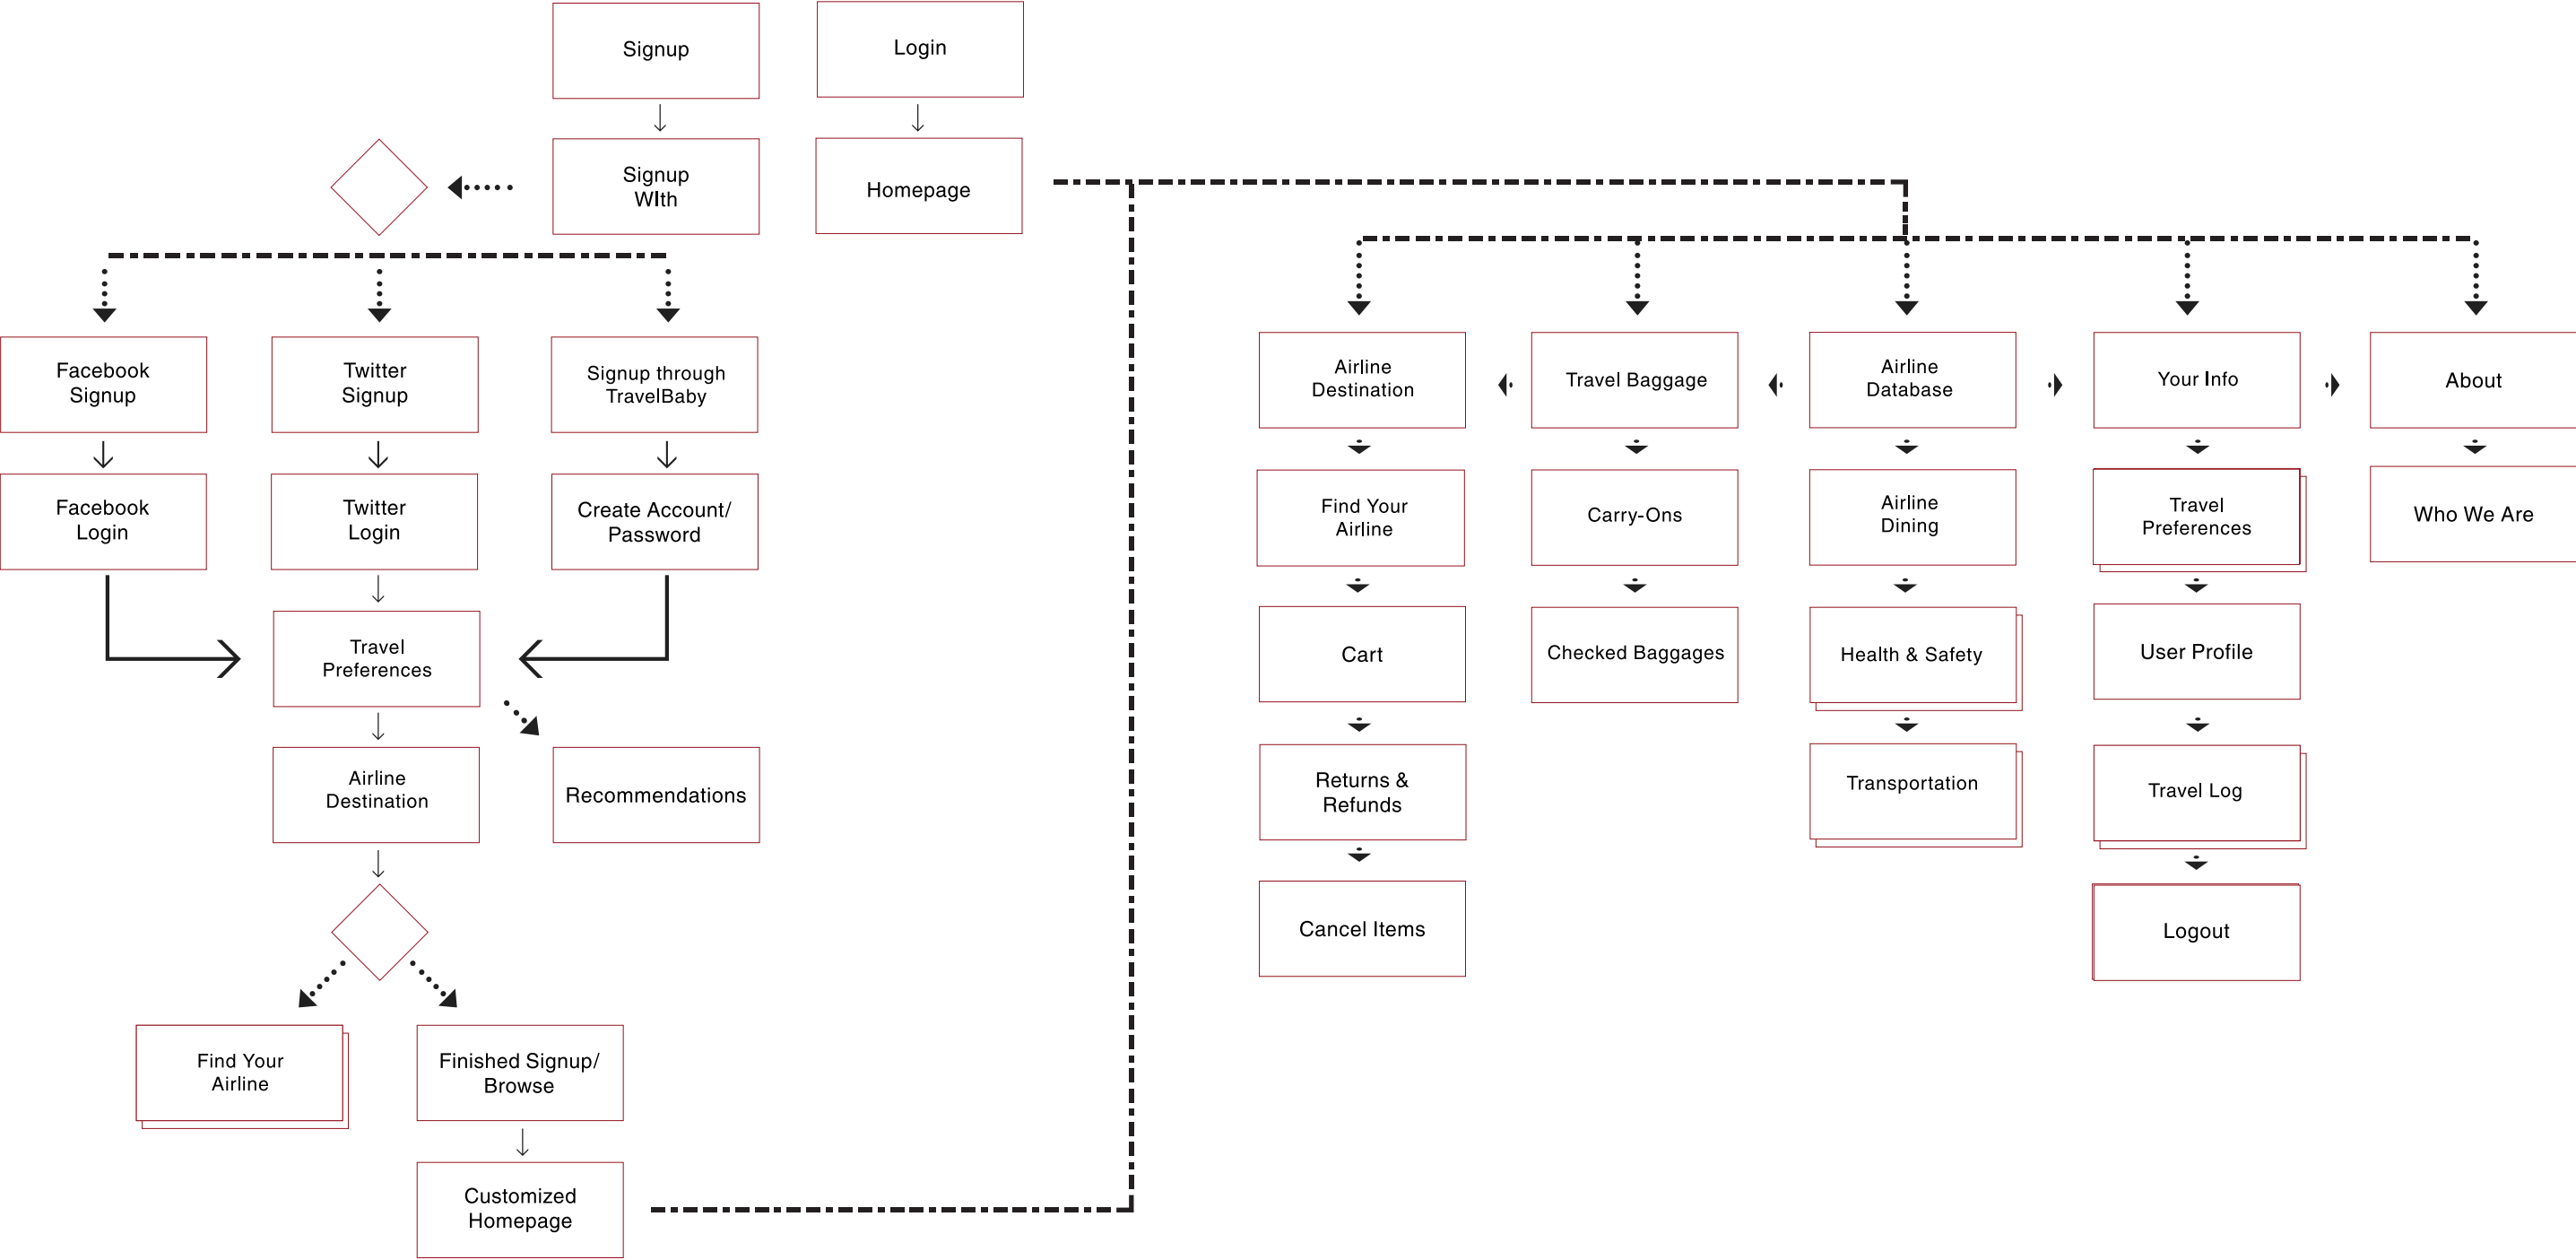 Signup
Login
Signup
WIth
Homepage
Facebook
Signup
Twitter
Signup
Signup through
TravelBaby
Facebook
Login
Twitter
Login
Create Account/
Password
Travel
Preferences
Airline
Destination
Recommendations
Find Your
Airline
Finished Signup/
Browse
Customized
Homepage
Airline
Destination
Travel Baggage
Airline
Database
Your Info
About
Find Your
Airline
Carry-Ons
Airline
Dining
Travel
Preferences
Who We Are
Cart
Checked Baggages
Health & Safety
User Profile
Returns &
Refunds
Transportation
Travel Log
Cancel Items
Logout